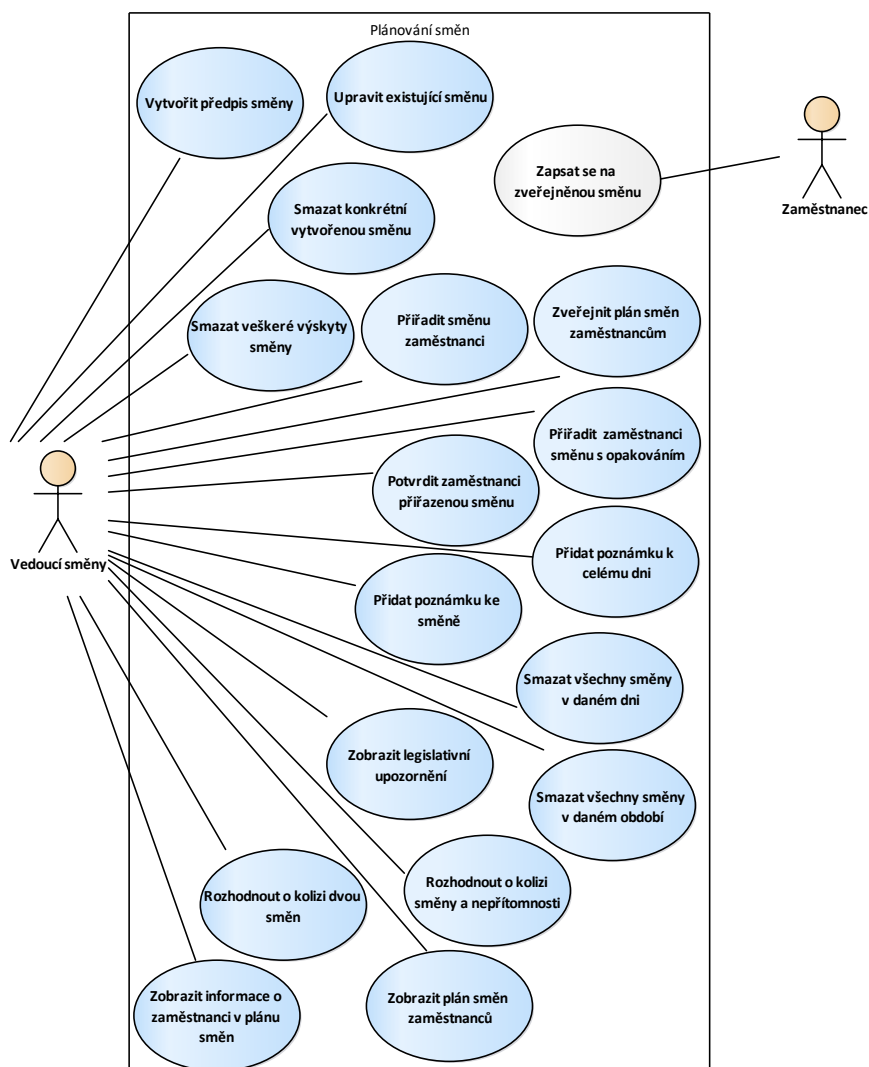 Plánování směn
Vytvořit předpis směny
Upravit existující směnu
Zapsat se na
zveřejněnou směnu
Zaměstnanec
Smazat konkrétní
vytvořenou směnu
Smazat veškeré výskyty
směny
Přiřadit směnu
zaměstnanci
Zveřejnit plán směn
zaměstnancům
Přiřadit  zaměstnanci
směnu s opakováním
Potvrdit zaměstnanci
přiřazenou směnu
Vedoucí směny
Přidat poznámku k
celému dni
Přidat poznámku ke
směně
Smazat všechny směny
v daném dni
Zobrazit legislativní
upozornění
Smazat všechny směny
v daném období
Rozhodnout o kolizi dvou
směn
Rozhodnout o kolizi
směny a nepřítomnosti
Zobrazit informace o
zaměstnanci v plánu
směn
Zobrazit plán směn
zaměstnanců